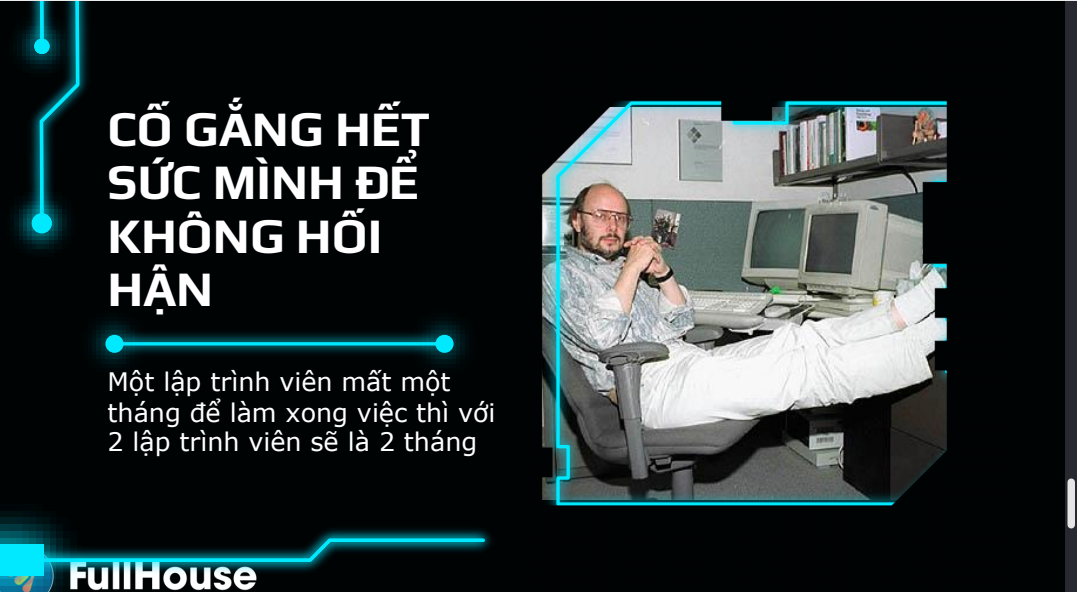 CỐ GẮNG HẾT
SỨC MÌNH ĐỂ
KHÔNG HỐI
HẬN
Một lập trình viên mất một
tháng để làm xong việc thì với
2 lập trình viên sẽ là 2 tháng
FullHouse